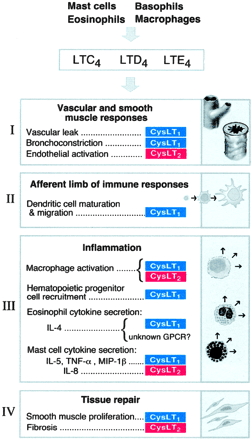 Mast cells Basophils
Eosinophils Macrophages
LTC4 LTD4 LTE4
I
Vascular and smooth
muscle responses
Vascular leak ................ CysLT1
Bronchoconstriction ....... CysLT1
Endothelial activation .... CysLT2
II
Afferent limb of immune responses
Dendritic cell maturation
& migration .................... CysLT1
III
Inflammation
Macrophage activation ....... { CysLT1
CysLT2
Hematopoietic progenitor
cell recruitment ............... CysLT1
Eosinophil cytokine secretion:
IL-4 ................ { CysLT1
unknown GPCR?
Mast cell cytokine secretion:
IL-5, TNF-α , MIP-1β CysLT1
IL-8 .............. CysLT2
IV
Tissue repair
Smooth muscle proliferation.... CysLT1
Fibrosis ............................ CysLT2